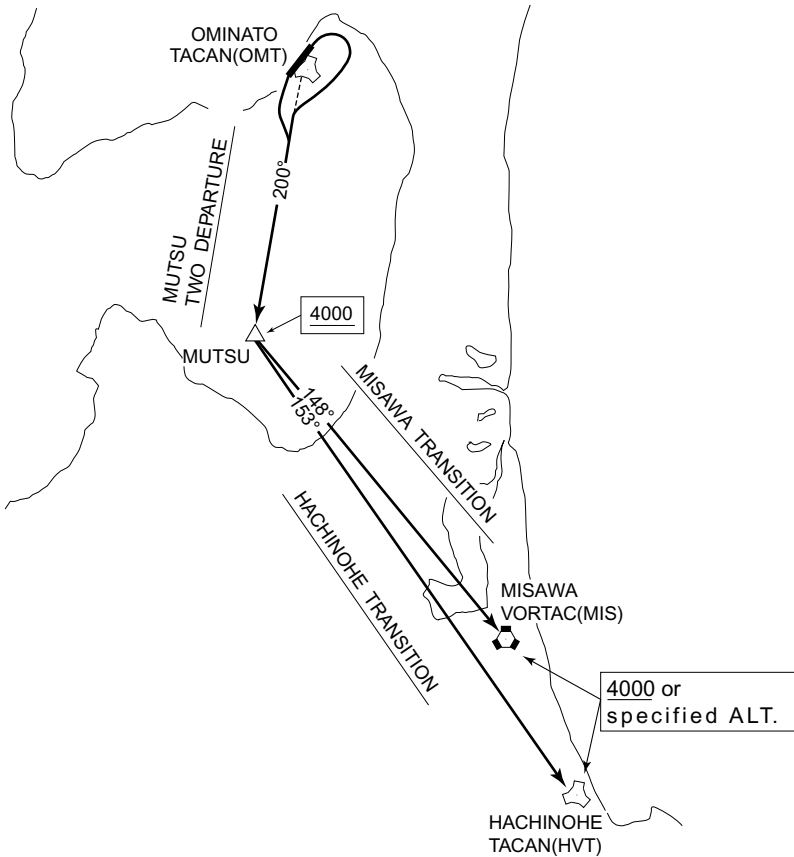 OMINATO
TACAN(OMT)
200°
MUTSU
TWO DEPARTURE
4000
MUTSU
148°
153°
MISAWA TRANSITION
HACHINOHE TRANSITION
MISAWA
VORTAC(MIS)
4000 or
specified ALT.
HACHINOHE
TACAN(HVT)